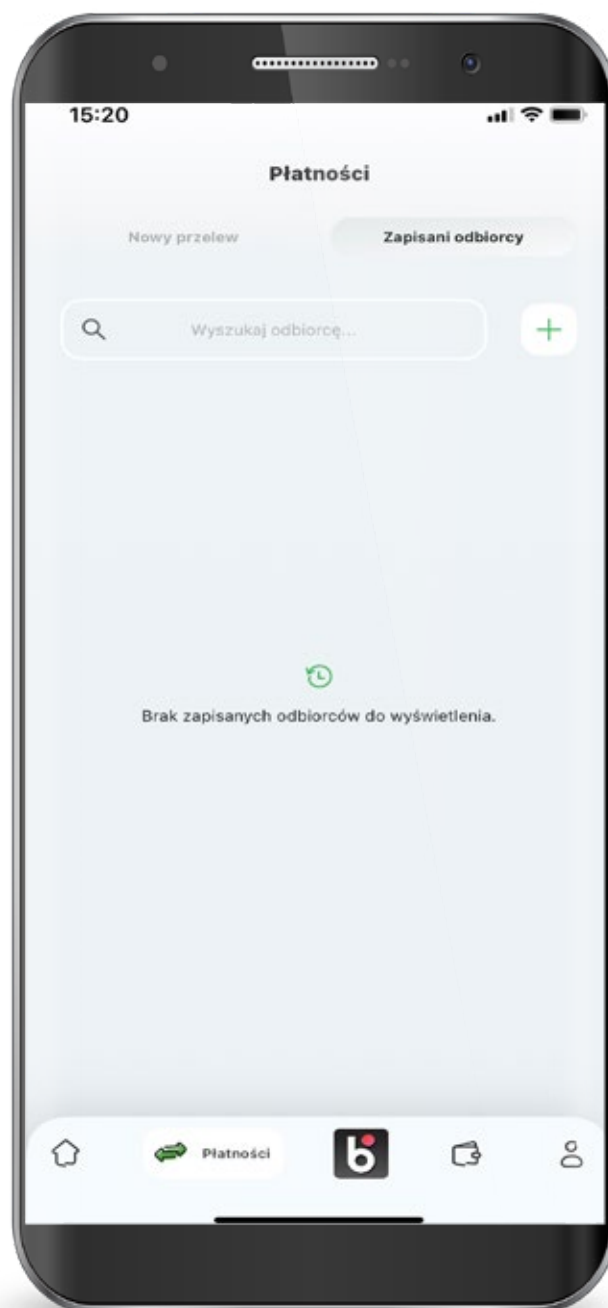 15:20
Płatności
Nowy przelew
Zapisani odbiorcy
Wyszukaj odbiorcę...
Brak zapisanych odbiorców do wyświetlenia.
Płatności
b